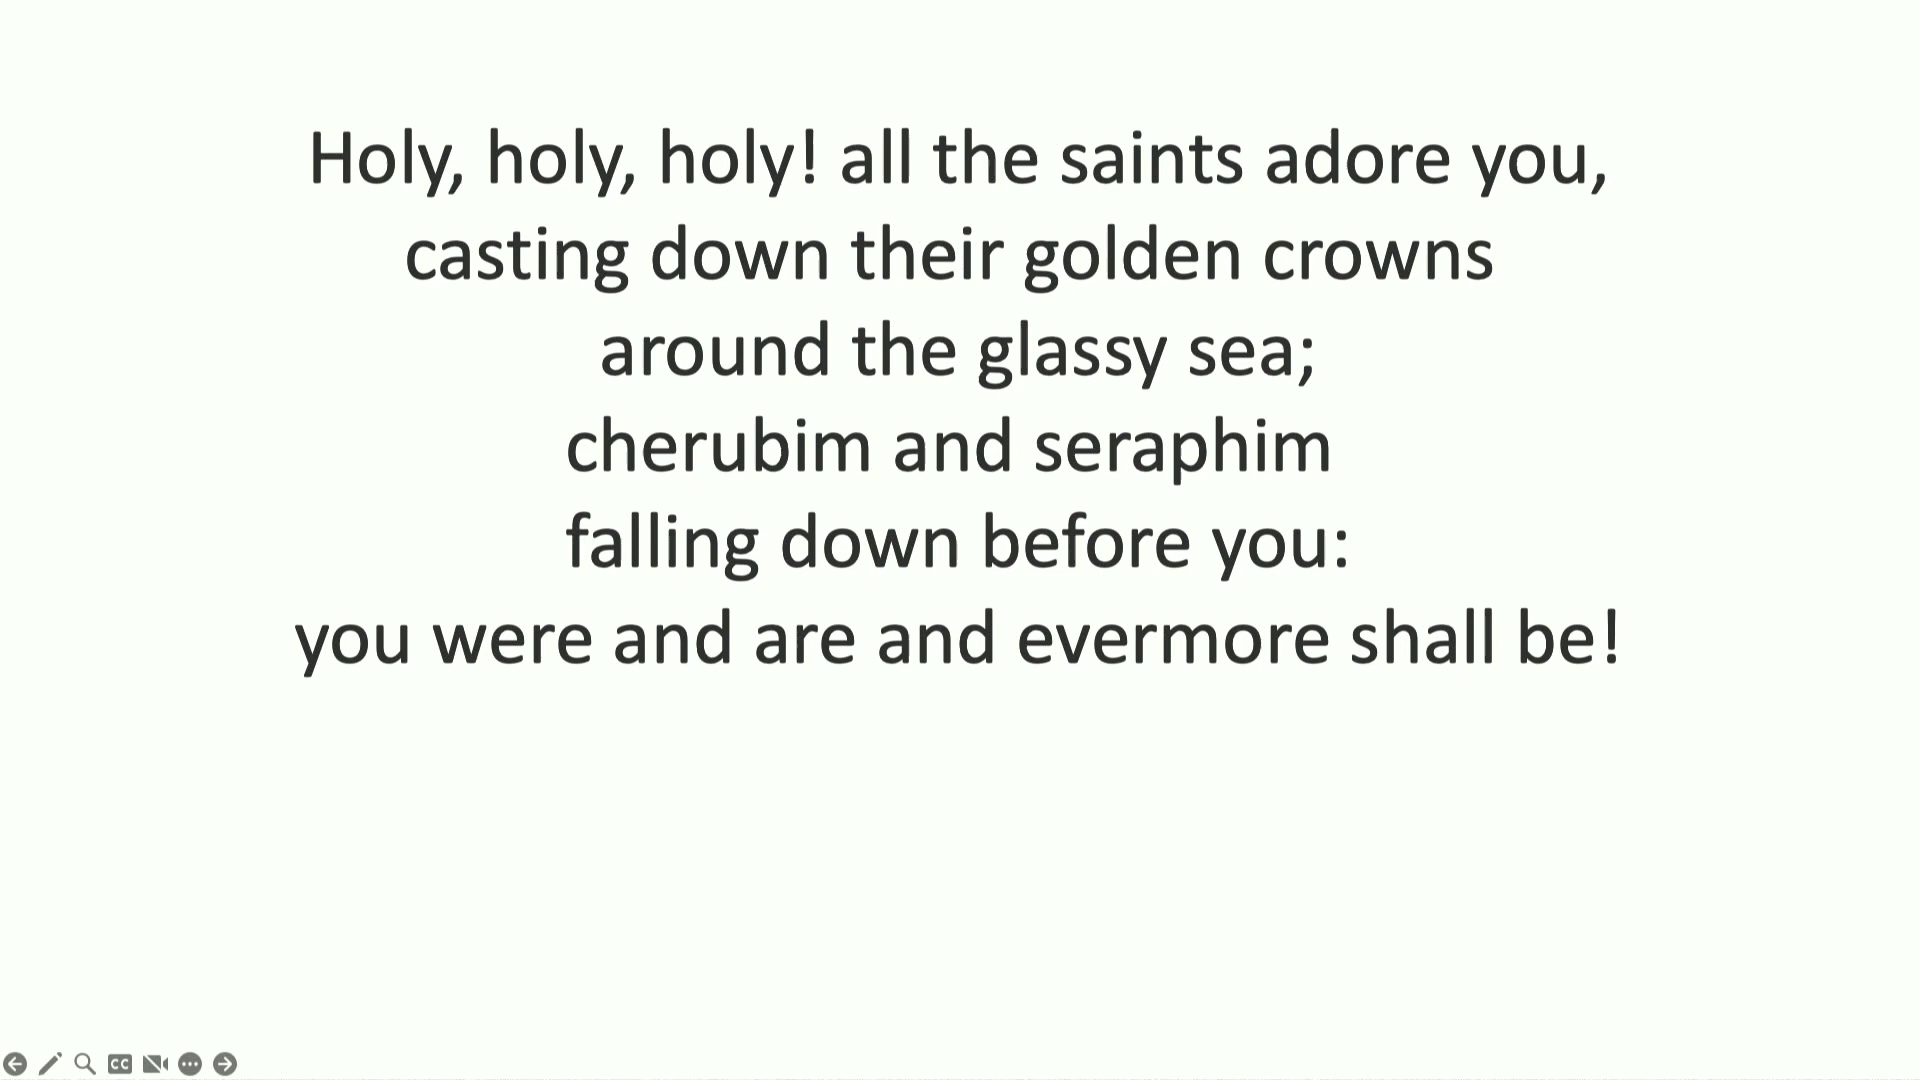 Holy, holy, holy! all the saints adore you,
casting down their golden crowns
around the glassy sea;
cherubim and seraphim
falling down before you:
you were and are and evermore shall be!
CC